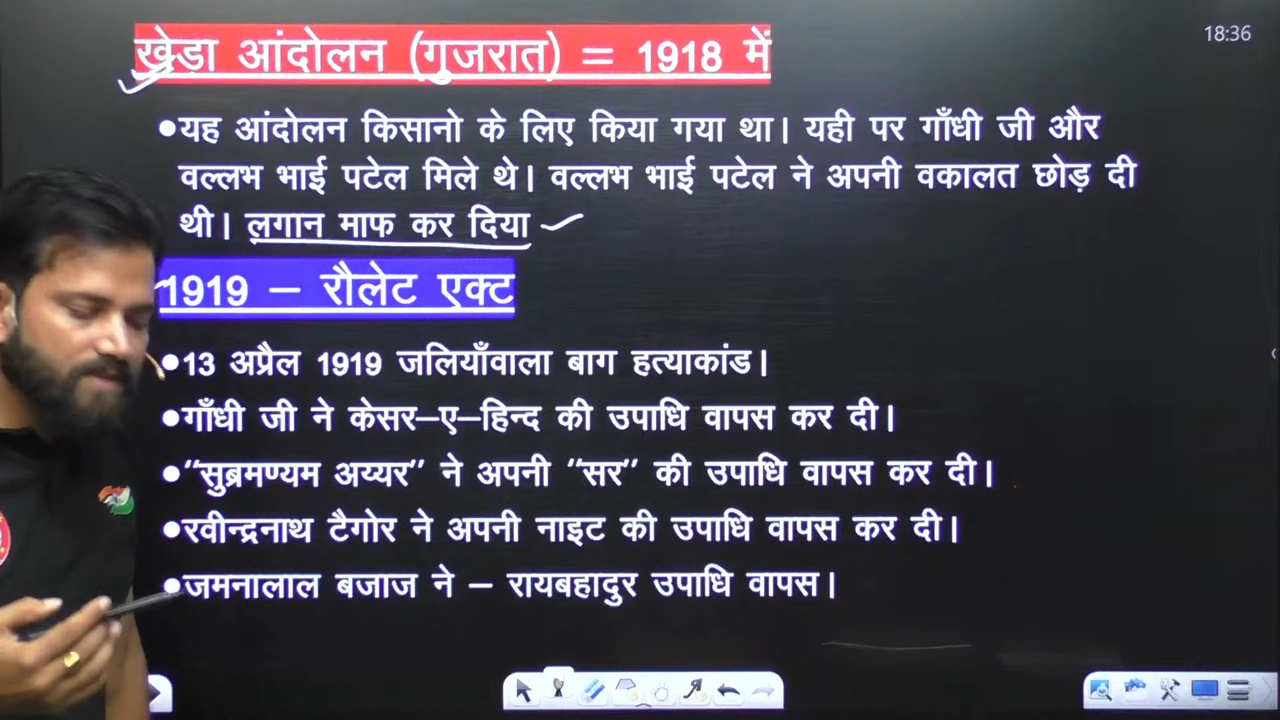 18:36
खेड़ा आंदोलन (गुजरात) = 1918 में
•यह आंदोलन किसानो के लिए किया गया था। यही पर गाँधी जी और
वल्लभ भाई पटेल मिले थे। वल्लभ भाई पटेल ने अपनी वकालत छोड़ दी
थी। लगान माफ कर दिया
1919 – रौलेट एक्ट
•13 अप्रैल 1919 जलियाँवाला बाग हत्याकांड।
•गाँधी जी ने केसर–ए–हिन्द की उपाधि वापस कर दी।
•“सुब्रमण्यम अय्यर” ने अपनी “सर” की उपाधि वापस कर दी।
•रवीन्द्रनाथ टैगोर ने अपनी नाइट की उपाधि वापस कर दी।
•जमनालाल बजाज ने – रायबहादुर उपाधि वापस।